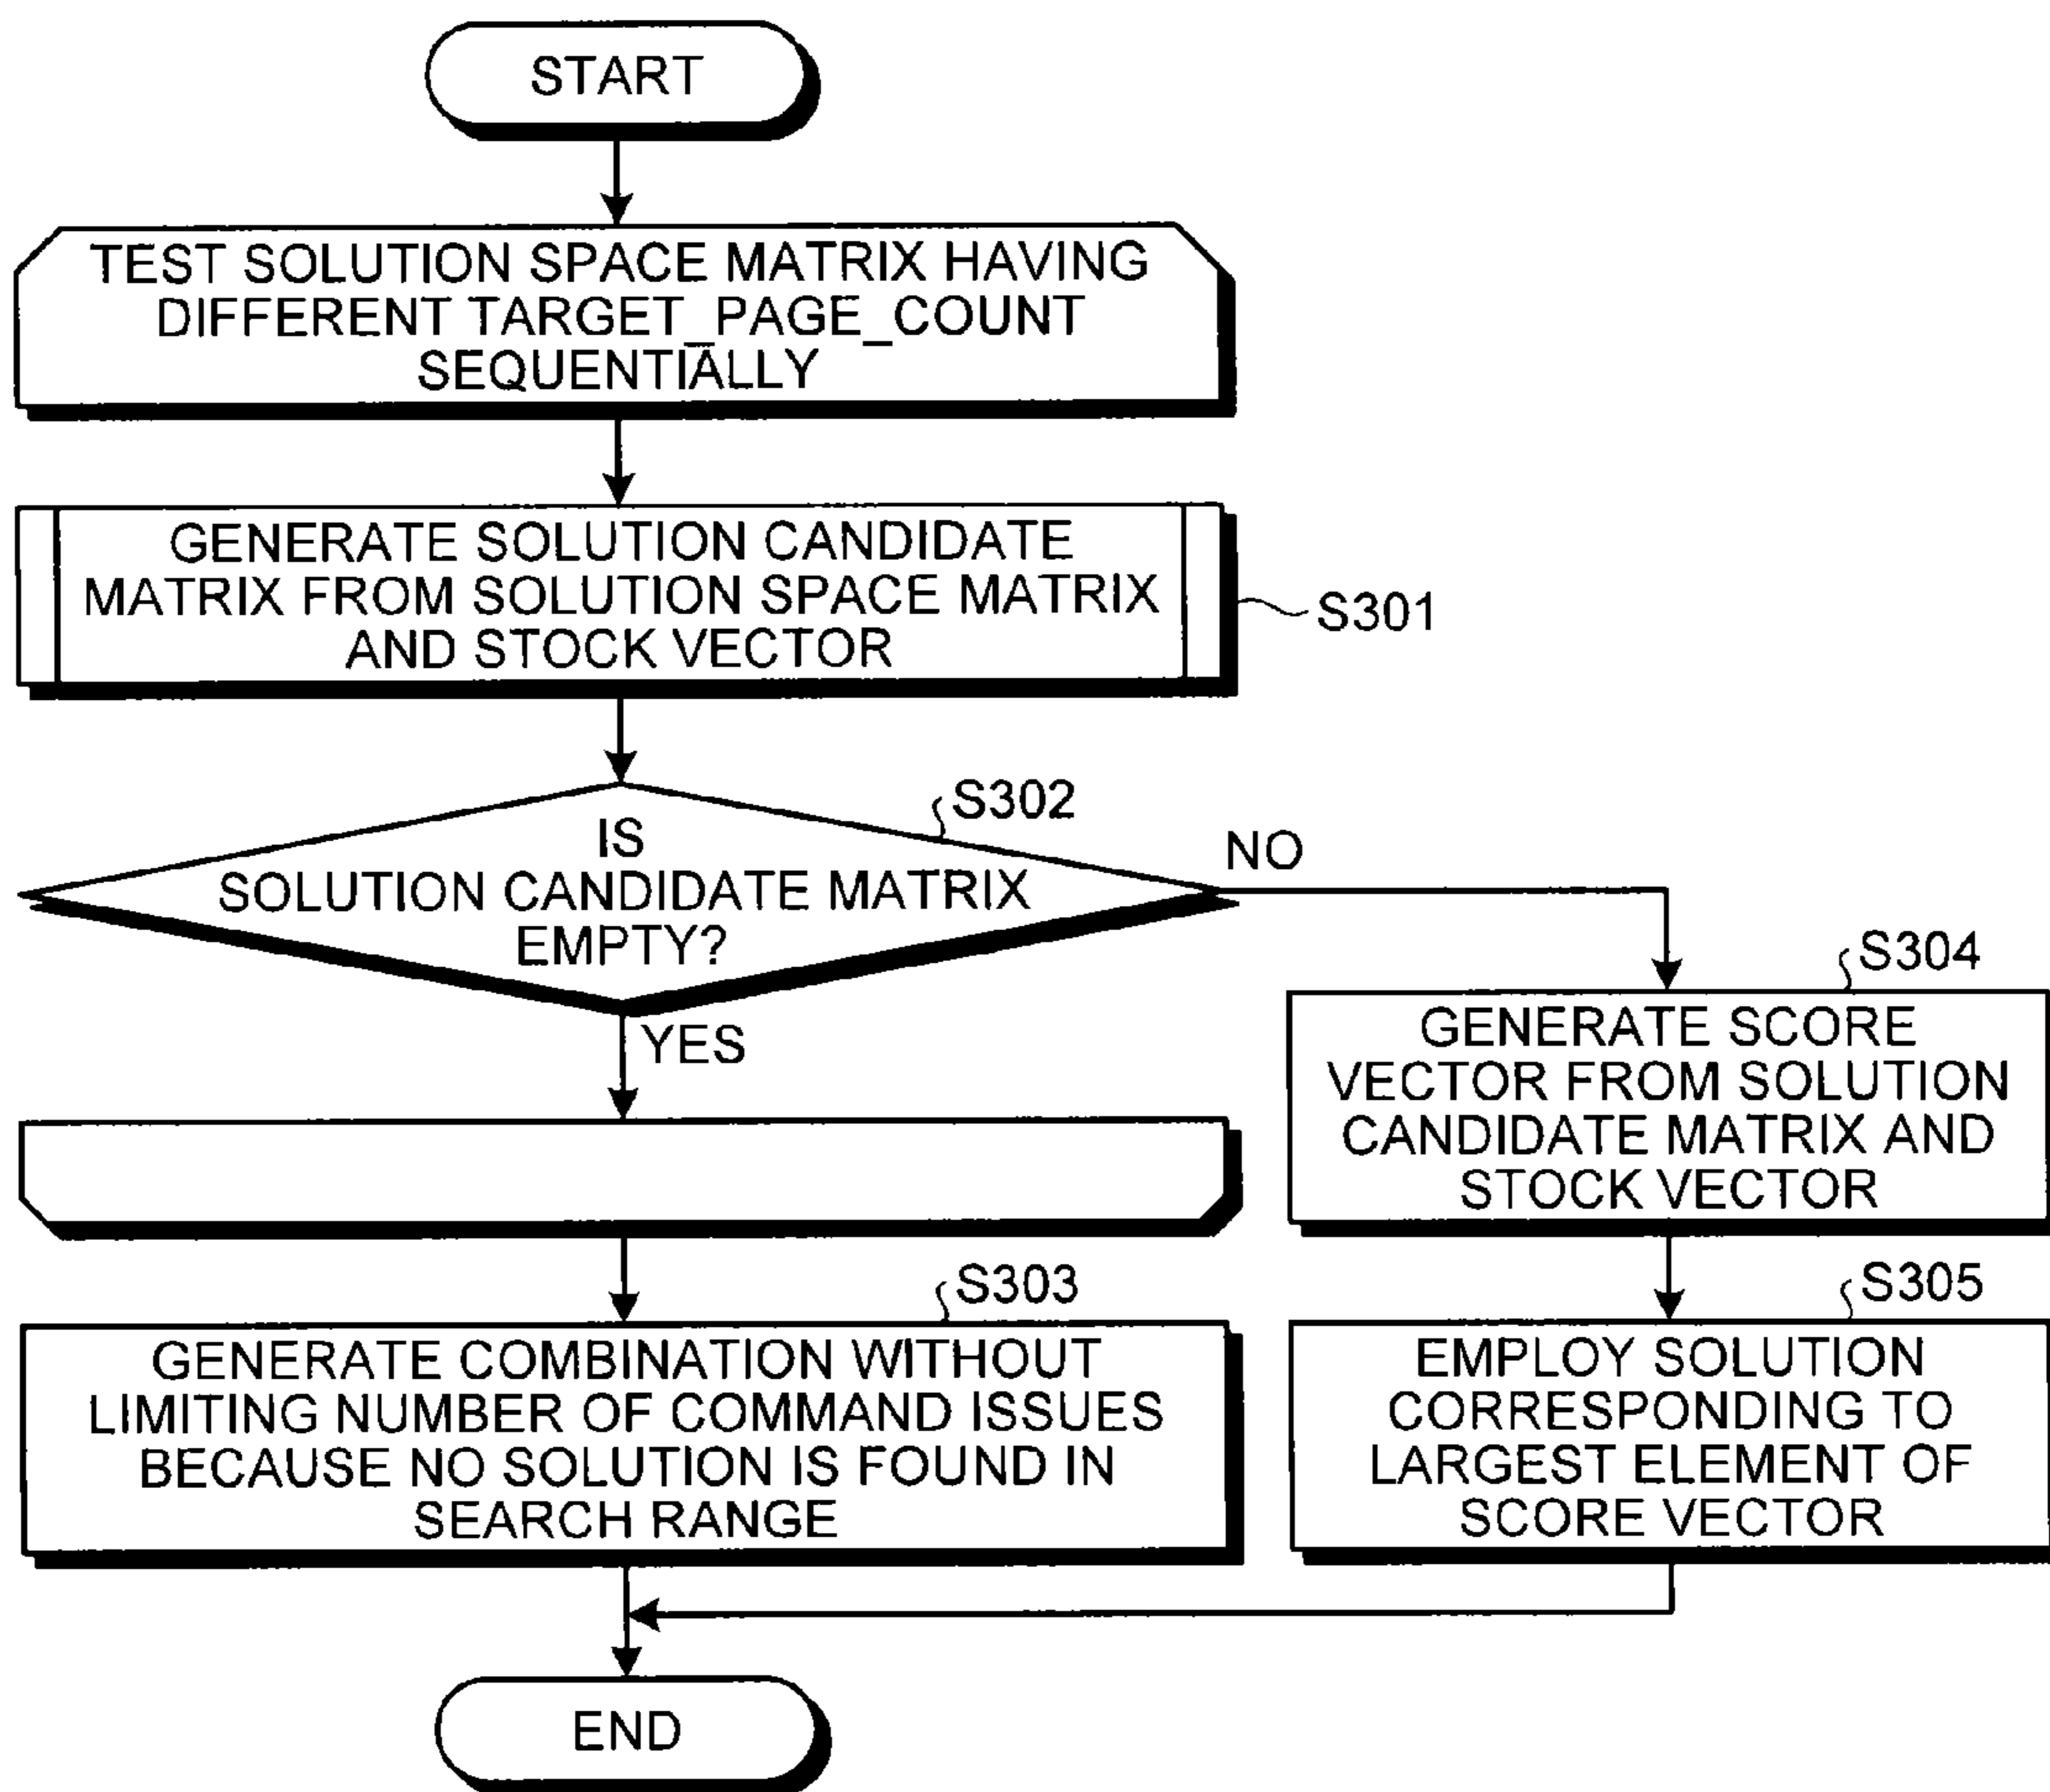 START
TEST SOLUTION SPACE MATRIX HAVING
DIFFERENT TARGET_PAGE_COUNT
SEQUENTIALLY
GENERATE SOLUTION CANDIDATE
MATRIX FROM SOLUTION SPACE MATRIX
AND STOCK VECTOR
S301
S302
IS
SOLUTION CANDIDATE MATRIX
EMPTY?
NO
YES
S304
GENERATE SCORE
VECTOR FROM SOLUTION
CANDIDATE MATRIX AND
STOCK VECTOR
S303
GENERATE COMBINATION WITHOUT
LIMITING NUMBER OF COMMAND ISSUES
BECAUSE NO SOLUTION IS FOUND IN
SEARCH RANGE
S305
EMPLOY SOLUTION
CORRESPONDING TO
LARGEST ELEMENT OF
SCORE VECTOR
END